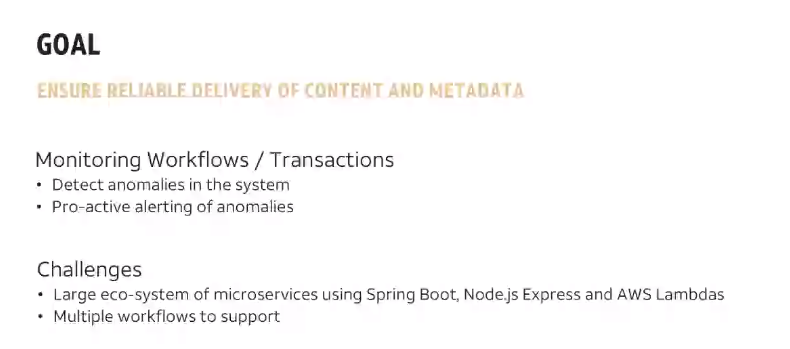 GOAL
ENSURE RELIABLE DELIVERY OF CONTENT AND METADATA
Monitoring Workflows / Transactions
• Detect anomalies in the system
• Pro-active alerting of anomalies
Challenges
• Large eco-system of microservices using Spring Boot, Node.js Express and AWS Lambdas
• Multiple workflows to support